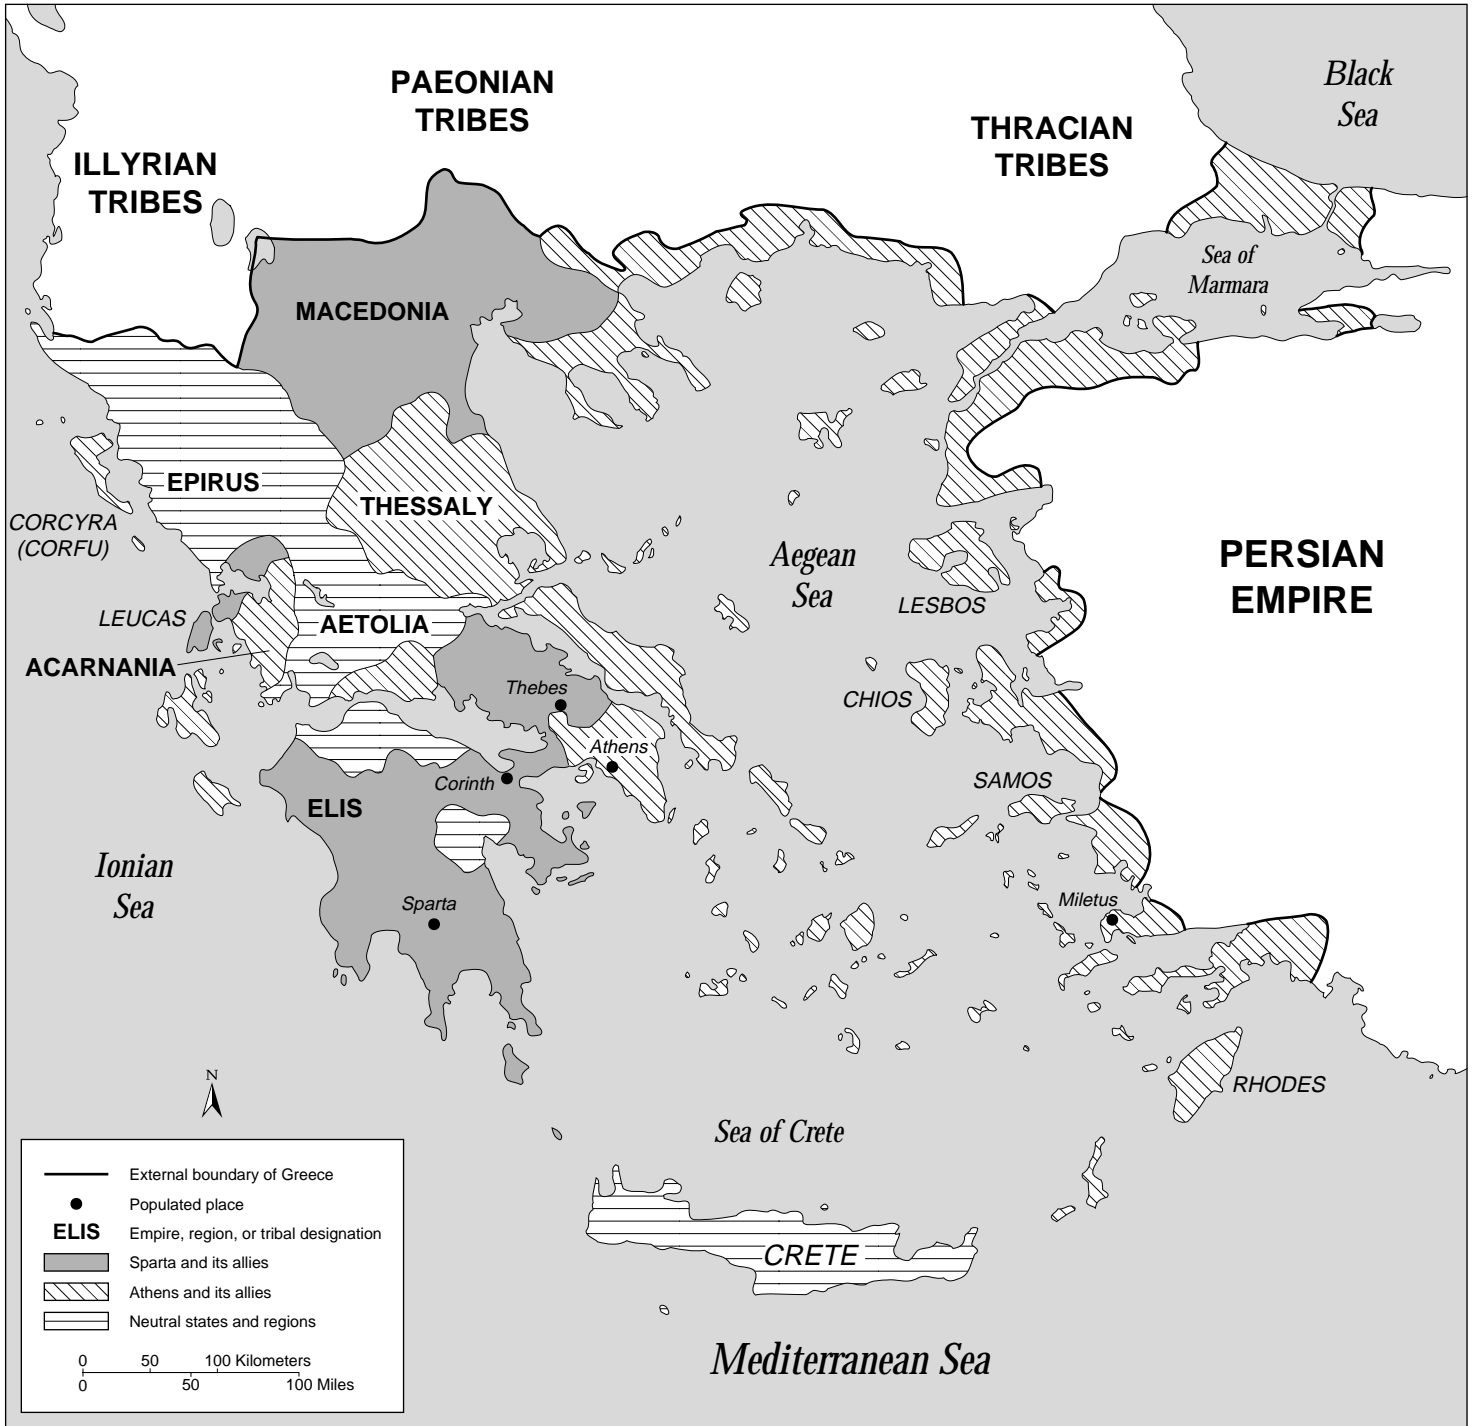 Black
Sea
PAEONIAN
TRIBES
THRACIAN
TRIBES
ILLYRIAN
TRIBES
Sea of
Marmara
MACEDONIA
EPIRUS
THESSALY
CORCYRA
(CORFU)
Aegean
Sea
PERSIAN
EMPIRE
LESBOS
LEUCAS
AETOLIA
ACARNANIA
Thebes
CHIOS
Athens
Corinth
SAMOS
ELIS
Ionian
Sea
Sparta
Miletus
N
RHODES
Sea of Crete
CRETE
Mediterranean Sea
External boundary of Greece
Populated place
ELIS Empire, region, or tribal designation
Sparta and its allies
Athens and its allies
Neutral states and regions
0 50 100 Kilometers
0 50 100 Miles